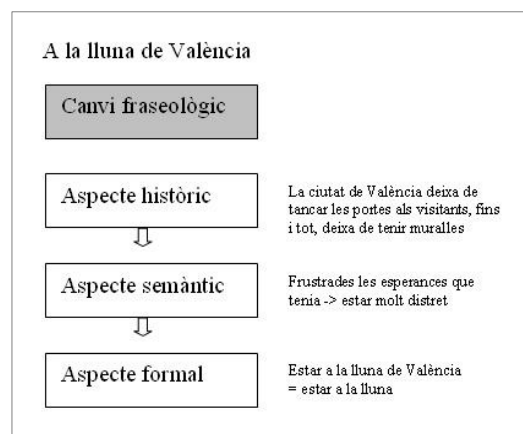 A la lluna de València
Canvi fraseològic
Aspecte històric
La ciutat de València deixa de
tancar les portes als visitants, fins
i tot, deixa de tenir muralles
Aspecte semàntic
Frustrades les esperances que
tenia -> estar molt distret
Aspecte formal
Estar a la lluna de València
= estar a la lluna